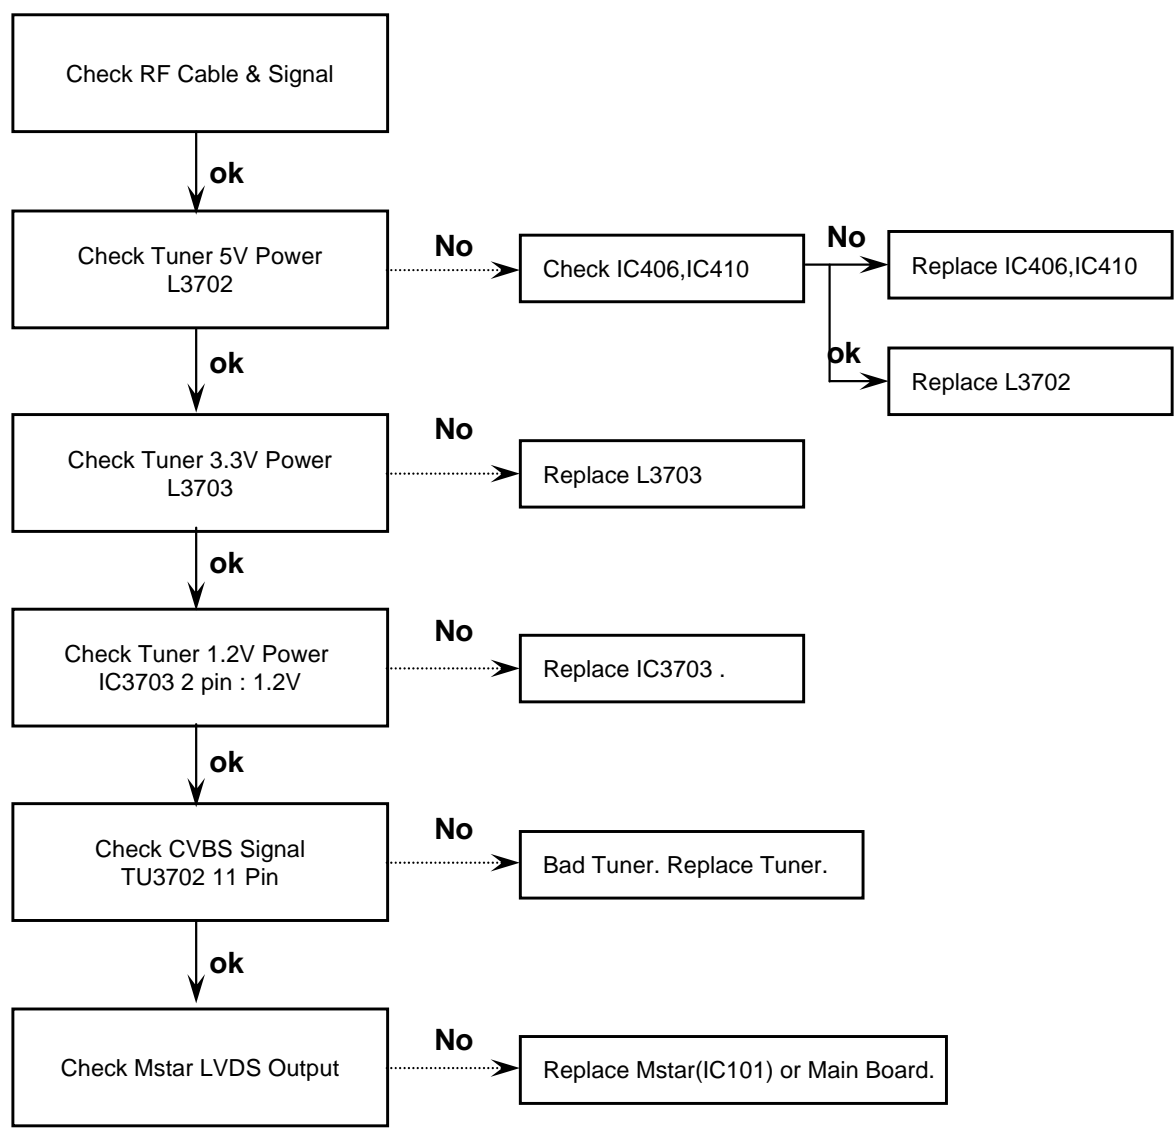 Check RF Cable & Signal
ok
Check Tuner 5V Power
L3702
No
Check IC406,IC410
No
Replace IC406,IC410
ok
Replace L3702
ok
Check Tuner 3.3V Power
L3703
No
Replace L3703
ok
Check Tuner 1.2V Power
IC3703 2 pin : 1.2V
No
Replace IC3703 .
ok
Check CVBS Signal
TU3702 11 Pin
No
Bad Tuner. Replace Tuner.
ok
Check Mstar LVDS Output
No
Replace Mstar(IC101) or Main Board.